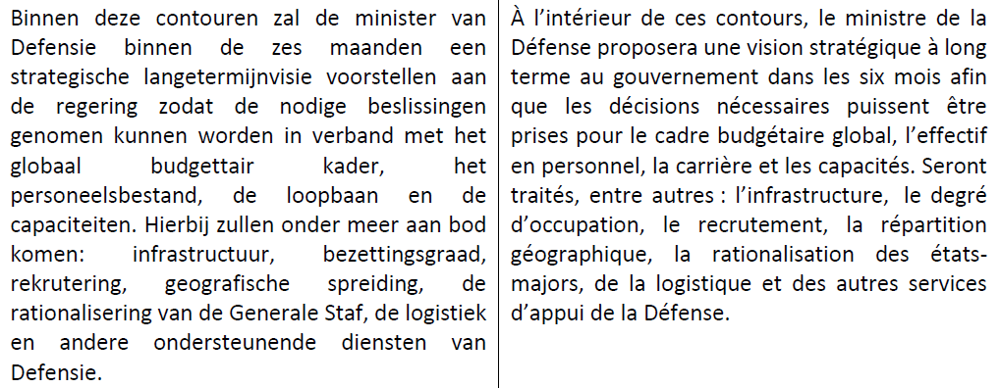 Binnen deze contouren zal de minister van
Defensie binnen de zes maanden een
strategische langetermijnvisie voorstellen aan
de regering zodat de nodige beslissingen
genomen kunnen worden in verband met het
globaal budgettair kader, het
personeelsbestand, de loopbaan en de
capaciteiten. Hierbij zullen onder meer aan bod
komen: infrastructuur, bezettingsgraad,
rekrutering, geografische spreiding, de
rationalisering van de Generale Staf, de logistiek
en andere ondersteunende diensten van
Defensie.
À l’intérieur de ces contours, le ministre de la
Défense proposera une vision stratégique à long
terme au gouvernement dans les six mois afin
que les décisions nécessaires puissent être
prises pour le cadre budgétaire global, l’effectif
en personnel, la carrière et les capacités. Seront
traités, entre autres : l’infrastructure, le degré
d’occupation, le recrutement, la répartition
géographique, la rationalisation des états-
majors, de la logistique et des autres services
d’appui de la Défense.